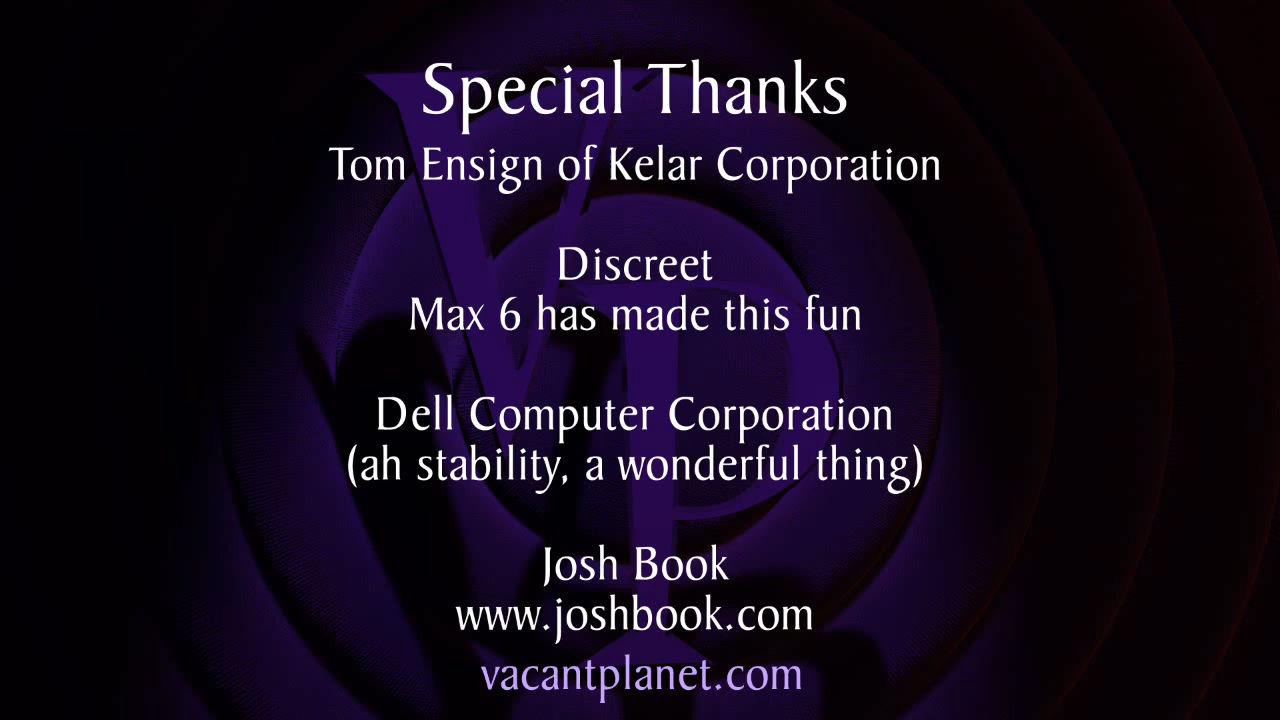 Special Thanks
Tom Ensign of Kelar Corporation
Discreet
Max 6 has made this fun
Dell Computer Corporation
(ah stability, a wonderful thing)
Josh Book
www.joshbook.com
vacantplanet.com
VP